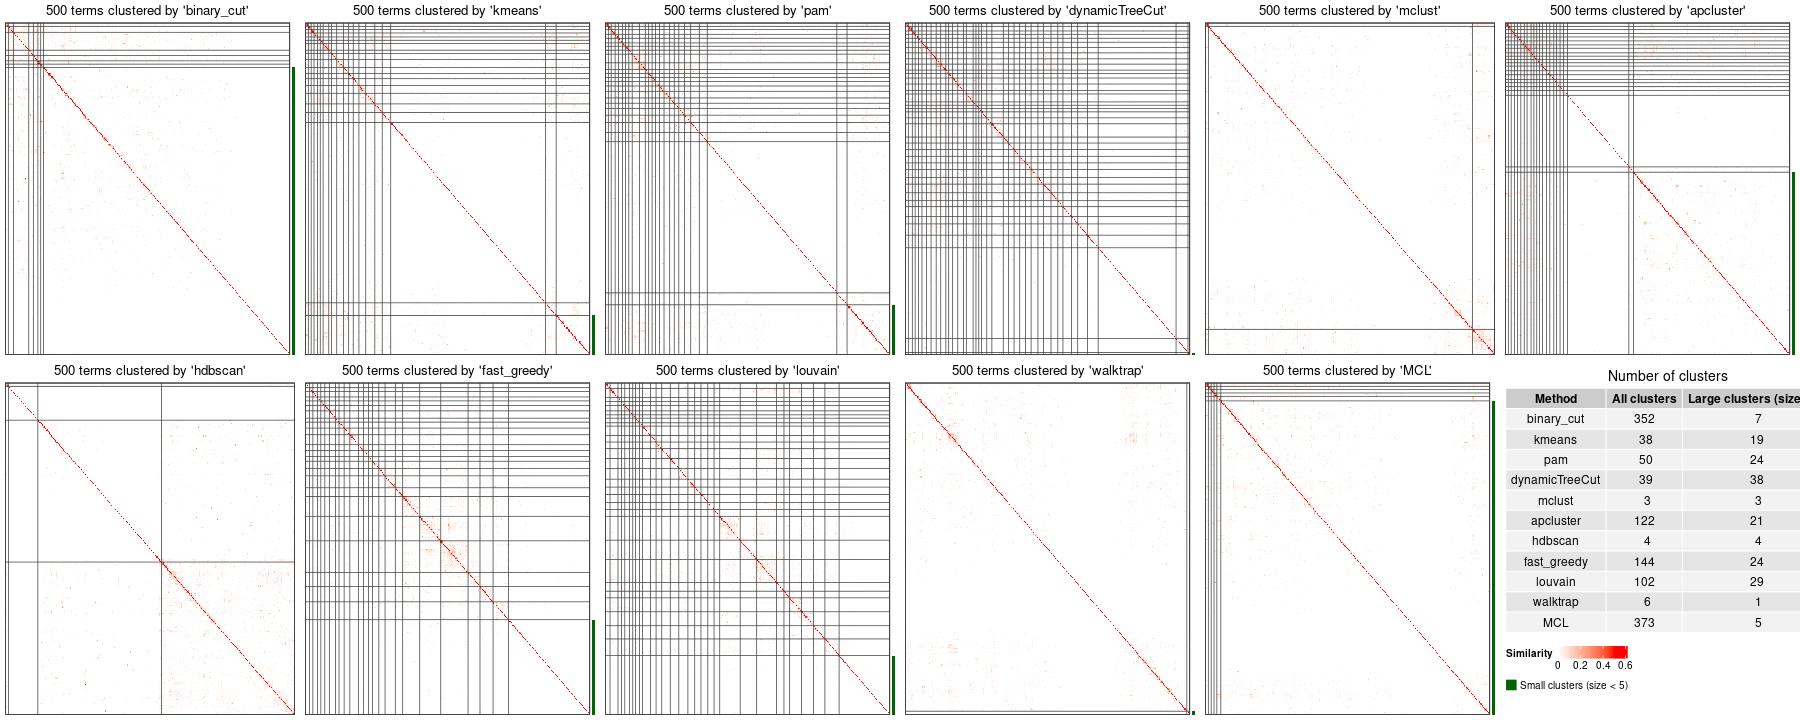 500 terms clustered by 'binary_cut'
500 terms clustered by 'kmeans'
500 terms clustered by 'pam'
500 terms clustered by 'dynamicTreeCut'
500 terms clustered by 'mclust'
500 terms clustered by 'apcluster'
500 terms clustered by 'hdbscan'
500 terms clustered by 'fast_greedy'
500 terms clustered by 'louvain'
500 terms clustered by 'walktrap'
500 terms clustered by 'MCL'
Number of clusters
Method All clusters Large clusters (size
binary_cut 352 7
kmeans 38 19
pam 50 24
dynamicTreeCut 39 38
mclust 3 3
apcluster 122 21
hdbscan 4 4
fast_greedy 144 24
louvain 102 29
walktrap 6 1
MCL 373 5
Similarity
0 0.2 0.4 0.6
Small clusters (size < 5)